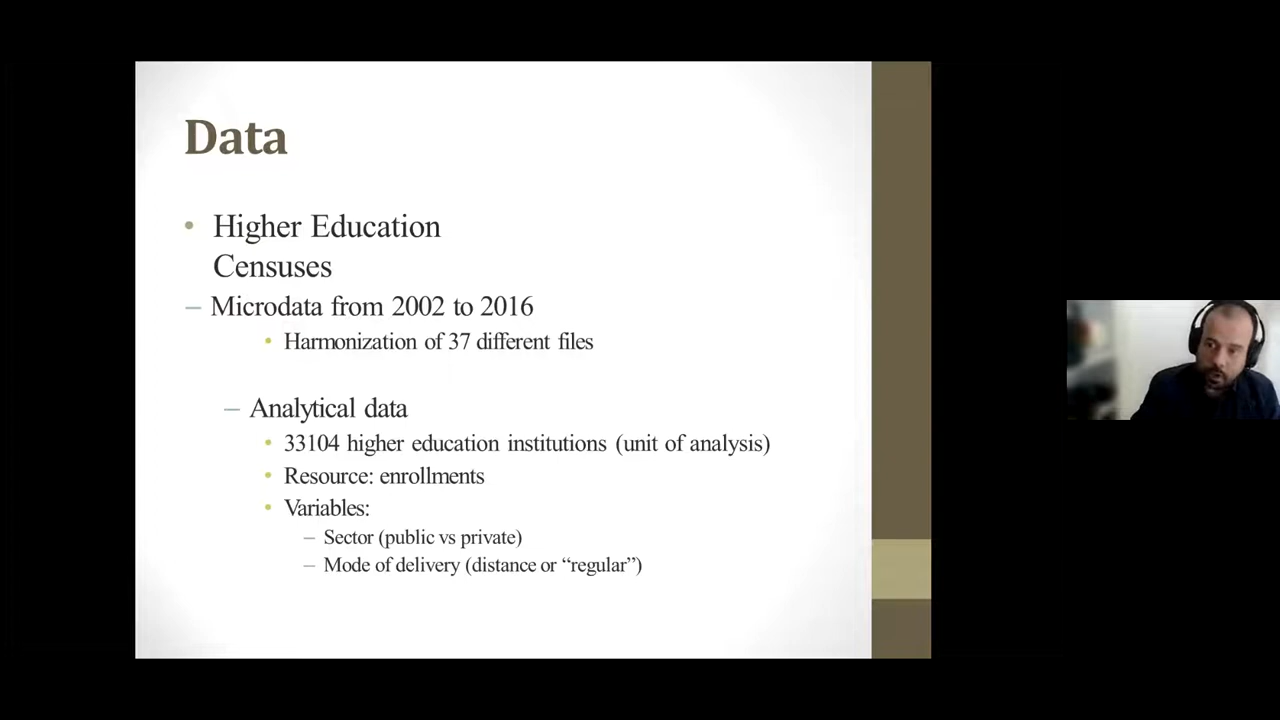 Data
• Higher Education
Censuses
– Microdata from 2002 to 2016
• Harmonization of 37 different files
– Analytical data
• 33104 higher education institutions (unit of analysis)
• Resource: enrollments
• Variables:
– Sector (public vs private)
– Mode of delivery (distance or “regular”)